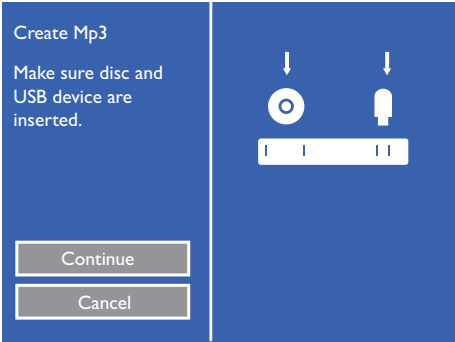 Create Mp3
Make sure disc and
USB device are
inserted.
Continue
Cancel